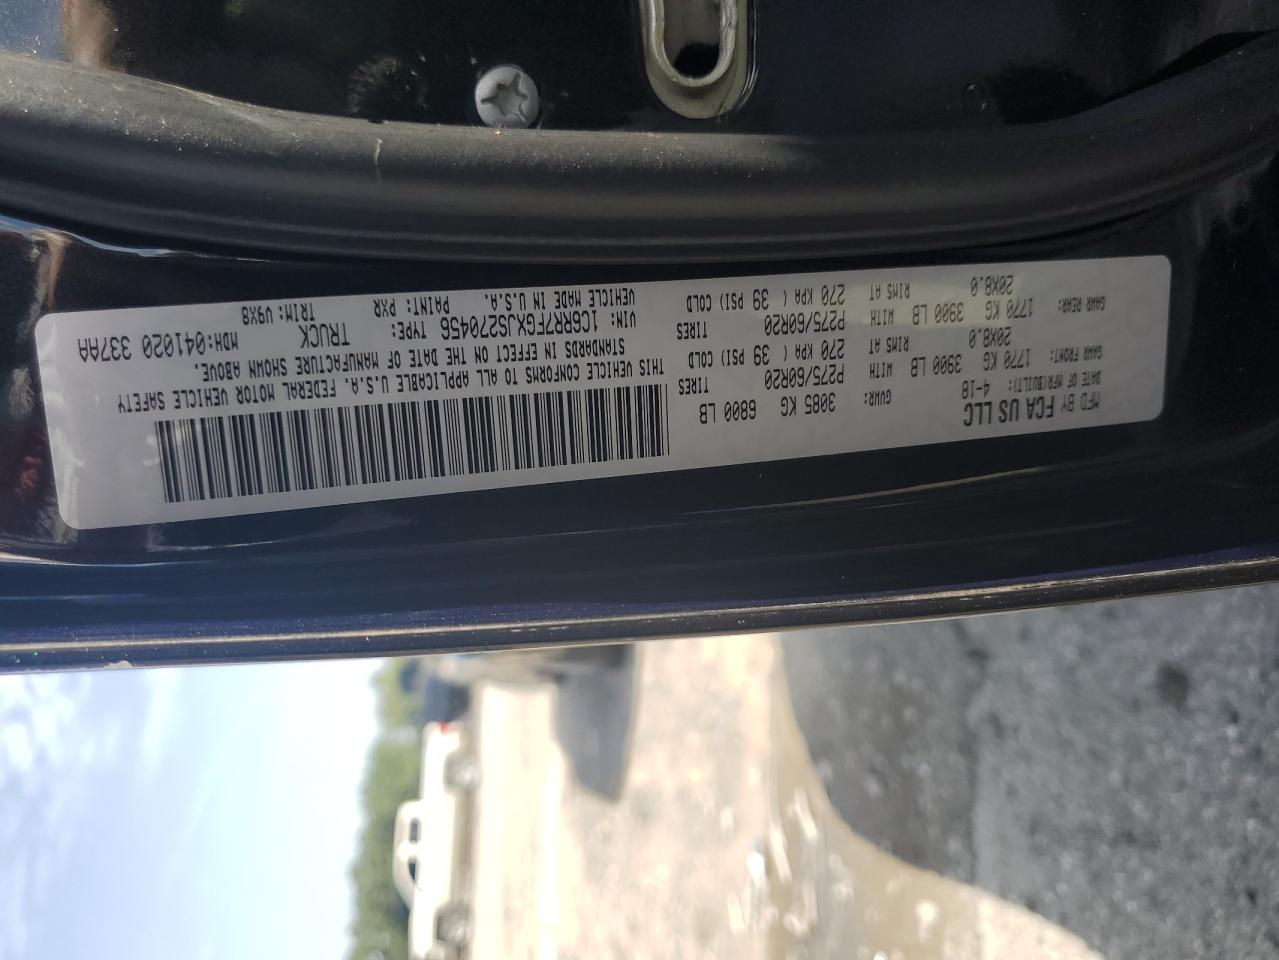 MFD BY FCA US LLC
DATE OF MFR(BUILT): 4-18
GVWR: 3085 KG 6800 LB
GAWR FRONT: WITH TIRES
1770 KG 3900 LB P275/60R20
RIMS AT
20X8.0 270 KPA ( 39 PSI) COLD
GAWR REAR: WITH TIRES
1770 KG 3900 LB P275/60R20
RIMS AT
20X8.0 270 KPA ( 39 PSI) COLD
THIS VEHICLE CONFORMS TO ALL APPLICABLE U.S.A. FEDERAL MOTOR VEHICLE SAFETY
STANDARDS IN EFFECT ON THE DATE OF MANUFACTURE SHOWN ABOVE.
VIN: 1C6RR7FGXJS270456 TYPE: TRUCK MDH:041020 337AA
VEHICLE MADE IN U.S.A. PAINT: PXR TRIM: V9X8